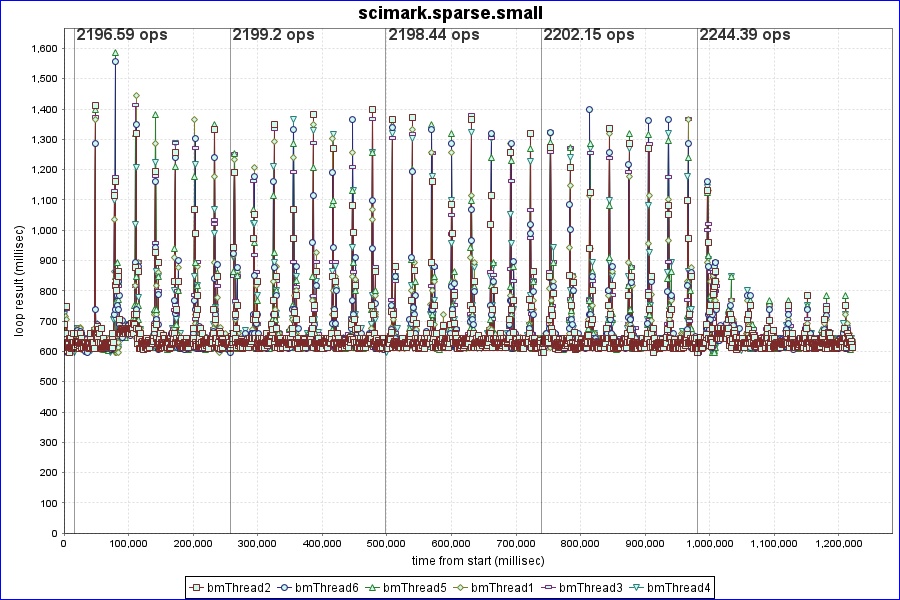 scimark.sparse.small
2196.59 ops 2199.2 ops 2198.44 ops 2202.15 ops 2244.39 ops
1,600
1,500
1,400
1,300
1,200
1,100
1,000
900
800
700
600
500
400
300
200
100
0
loop result (millisec)
0 100,000 200,000 300,000 400,000 500,000 600,000 700,000 800,000 900,000 1,000,000 1,100,000 1,200,000
time from start (millisec)
bmThread2 bmThread6 bmThread5 bmThread1 bmThread3 bmThread4